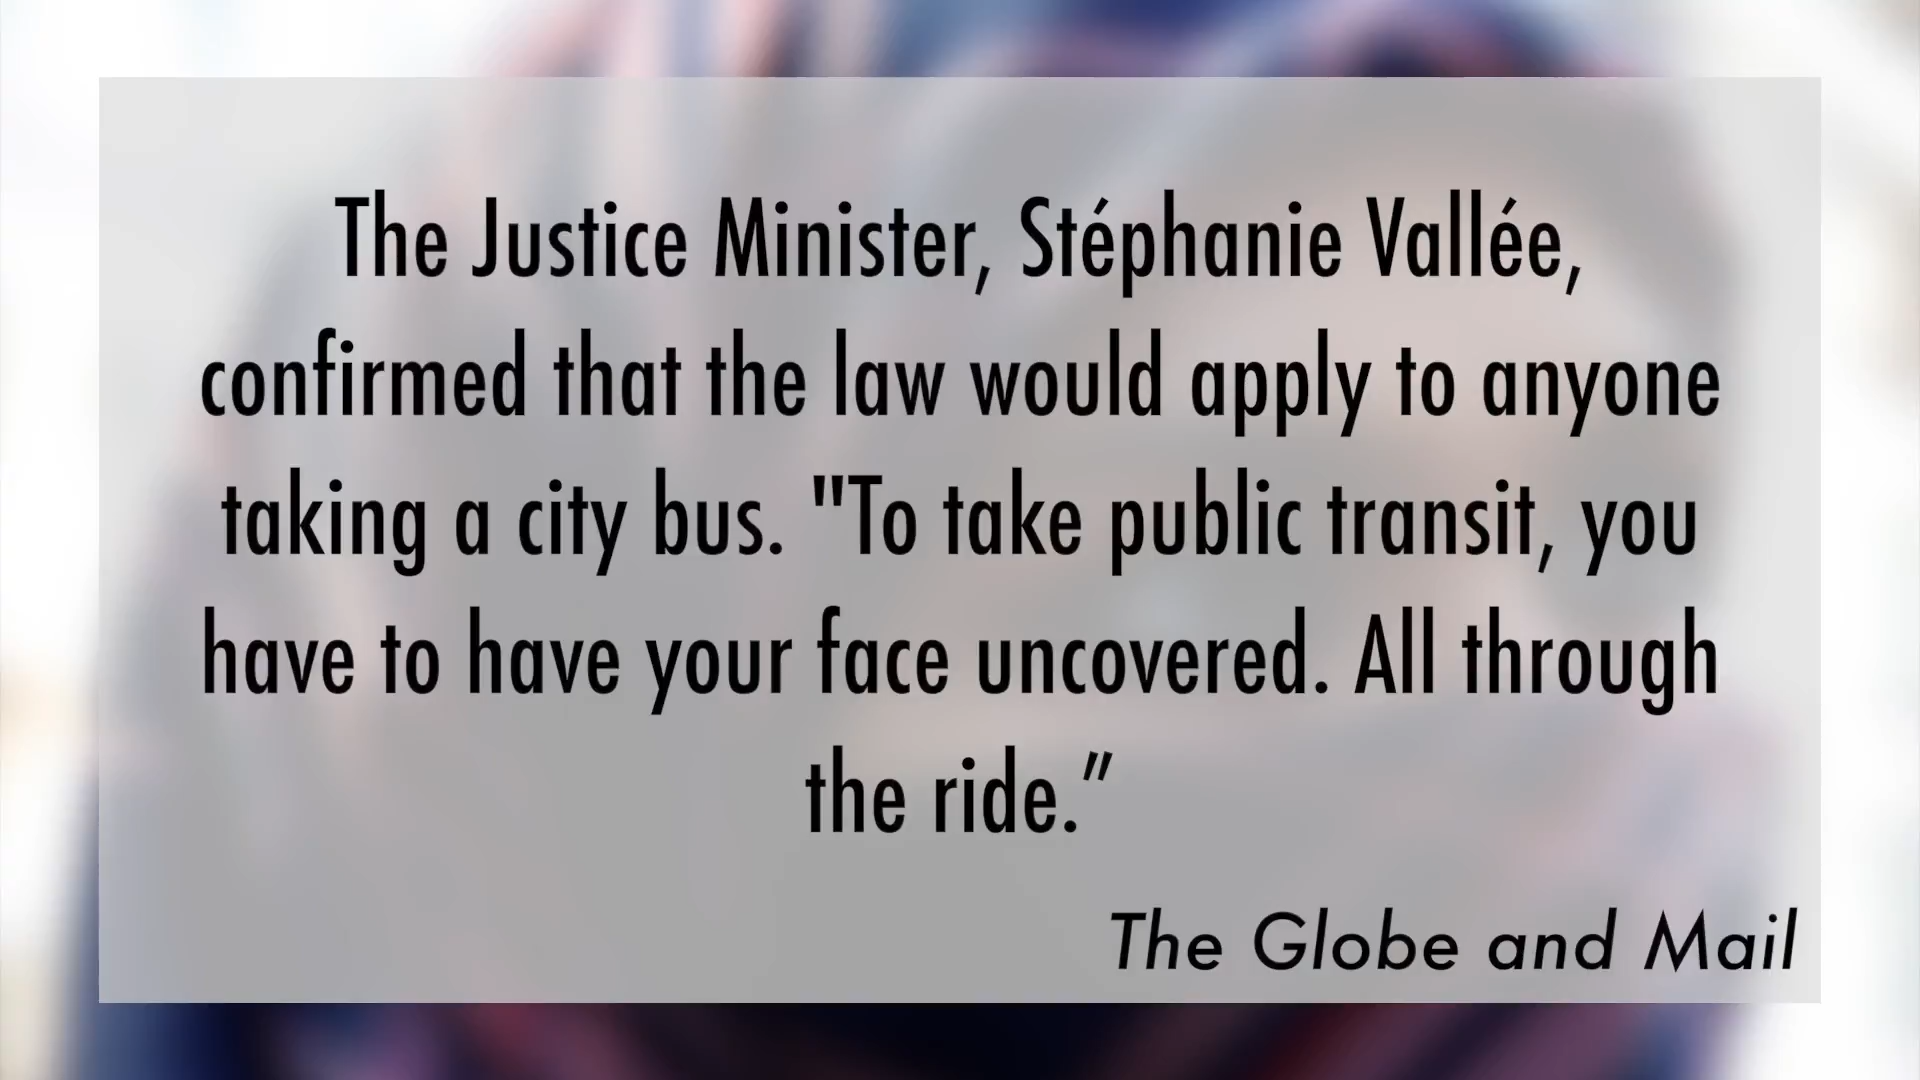 The Justice Minister, Stéphanie Vallée,
confirmed that the law would apply to anyone
taking a city bus. "To take public transit, you
have to have your face uncovered. All through
the ride.”
The Globe and Mail